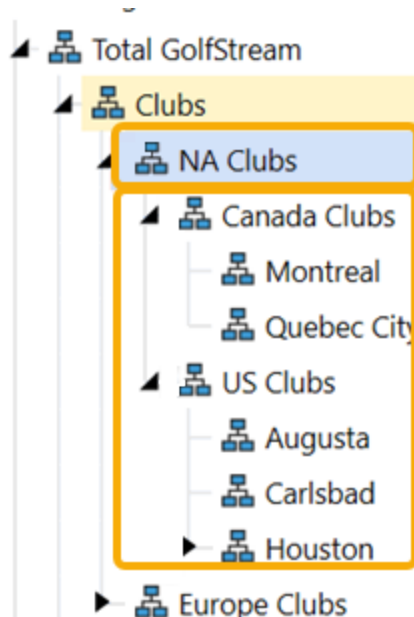 Total GolfStream
Clubs
NA Clubs
Canada Clubs
Montreal
Quebec City
US Clubs
Augusta
Carlsbad
Houston
Europe Clubs